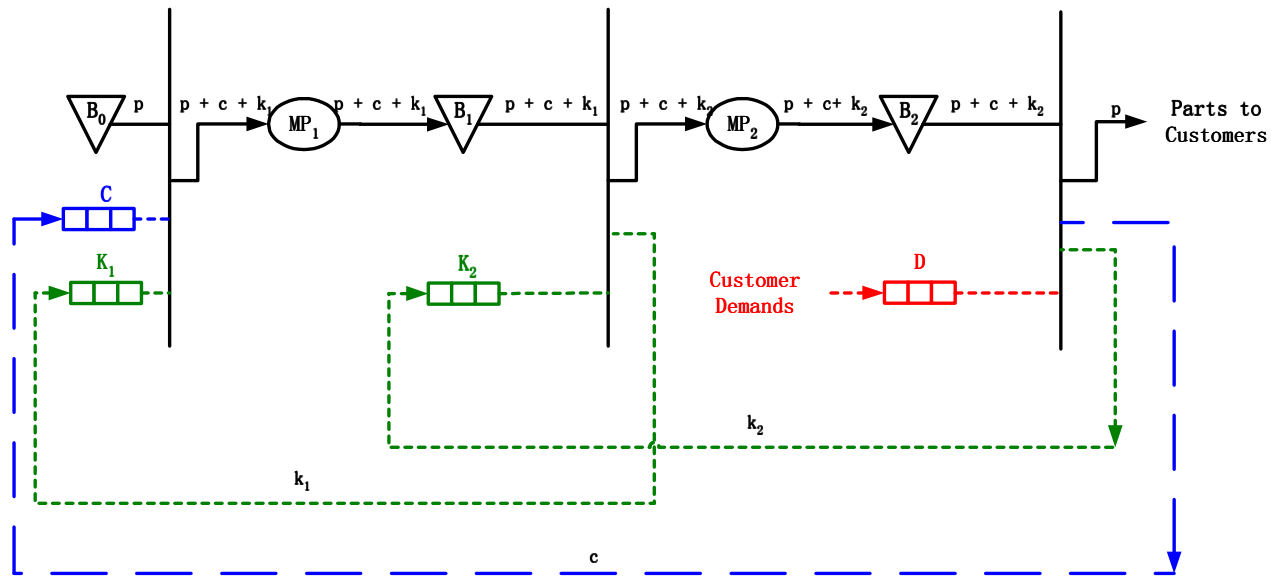 B₀
p
p + c + k₁
MP₁
p + c + k₁
B₁
p + c + k₁
p + c + k₂
MP₂
p + c+ k₂
B₂
p + c + k₂
p
Parts to
Customers
C
K₁
K₂
Customer
Demands
D
k₂
k₁
c